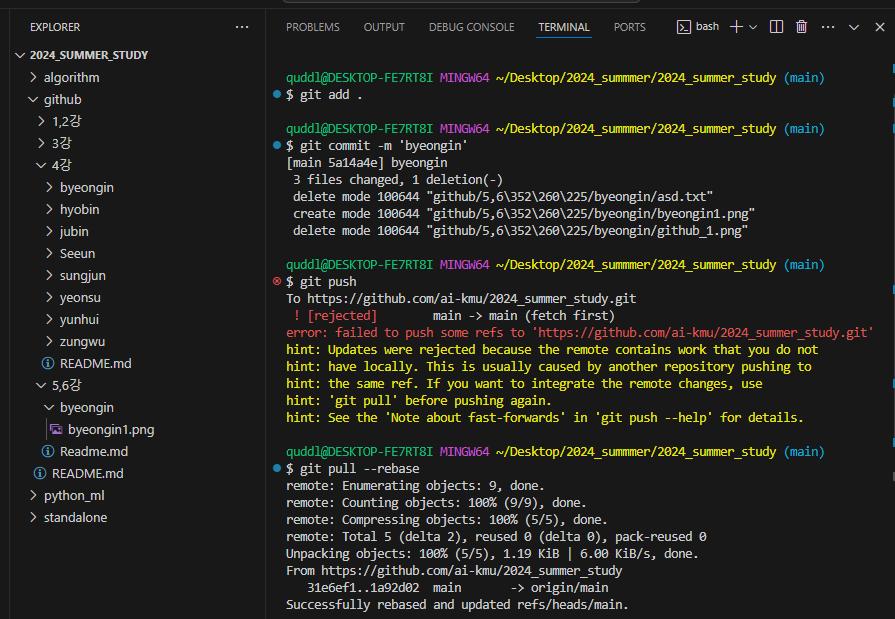 EXPLORER
2024_SUMMER_STUDY
algorithm
github
1,2강
3강
4강
byeongin
hyobin
jubin
Seeun
sungjun
yeonsu
yunhui
zungwu
README.md
5,6강
byeongin
byeongin1.png
Readme.md
README.md
python_ml
standalone
PROBLEMS OUTPUT DEBUG CONSOLE TERMINAL PORTS bash
quddl@DESKTOP-FE7RT8I MINGW64 ~/Desktop/2024_summmer/2024_summer_study (main)
$ git add .
quddl@DESKTOP-FE7RT8I MINGW64 ~/Desktop/2024_summmer/2024_summer_study (main)
$ git commit -m 'byeongin'
[main 5a14a4e] byeongin
3 files changed, 1 deletion(-)
delete mode 100644 "github/5,6\352\260\225/byeongin/asd.txt"
create mode 100644 "github/5,6\352\260\225/byeongin/byeongin1.png"
delete mode 100644 "github/5,6\352\260\225/byeongin/github_1.png"
quddl@DESKTOP-FE7RT8I MINGW64 ~/Desktop/2024_summmer/2024_summer_study (main)
$ git push
To https://github.com/ai-kmu/2024_summer_study.git
! [rejected] main -> main (fetch first)
error: failed to push some refs to 'https://github.com/ai-kmu/2024_summer_study.git'
hint: Updates were rejected because the remote contains work that you do not
hint: have locally. This is usually caused by another repository pushing to
hint: the same ref. If you want to integrate the remote changes, use
hint: 'git pull' before pushing again.
hint: See the 'Note about fast-forwards' in 'git push --help' for details.
quddl@DESKTOP-FE7RT8I MINGW64 ~/Desktop/2024_summmer/2024_summer_study (main)
$ git pull --rebase
remote: Enumerating objects: 9, done.
remote: Counting objects: 100% (9/9), done.
remote: Compressing objects: 100% (5/5), done.
remote: Total 5 (delta 2), reused 0 (delta 0), pack-reused 0
Unpacking objects: 100% (5/5), 1.19 KiB | 6.00 KiB/s, done.
From https://github.com/ai-kmu/2024_summer_study
31e6ef1..1a92d02 main -> origin/main
Successfully rebased and updated refs/heads/main.